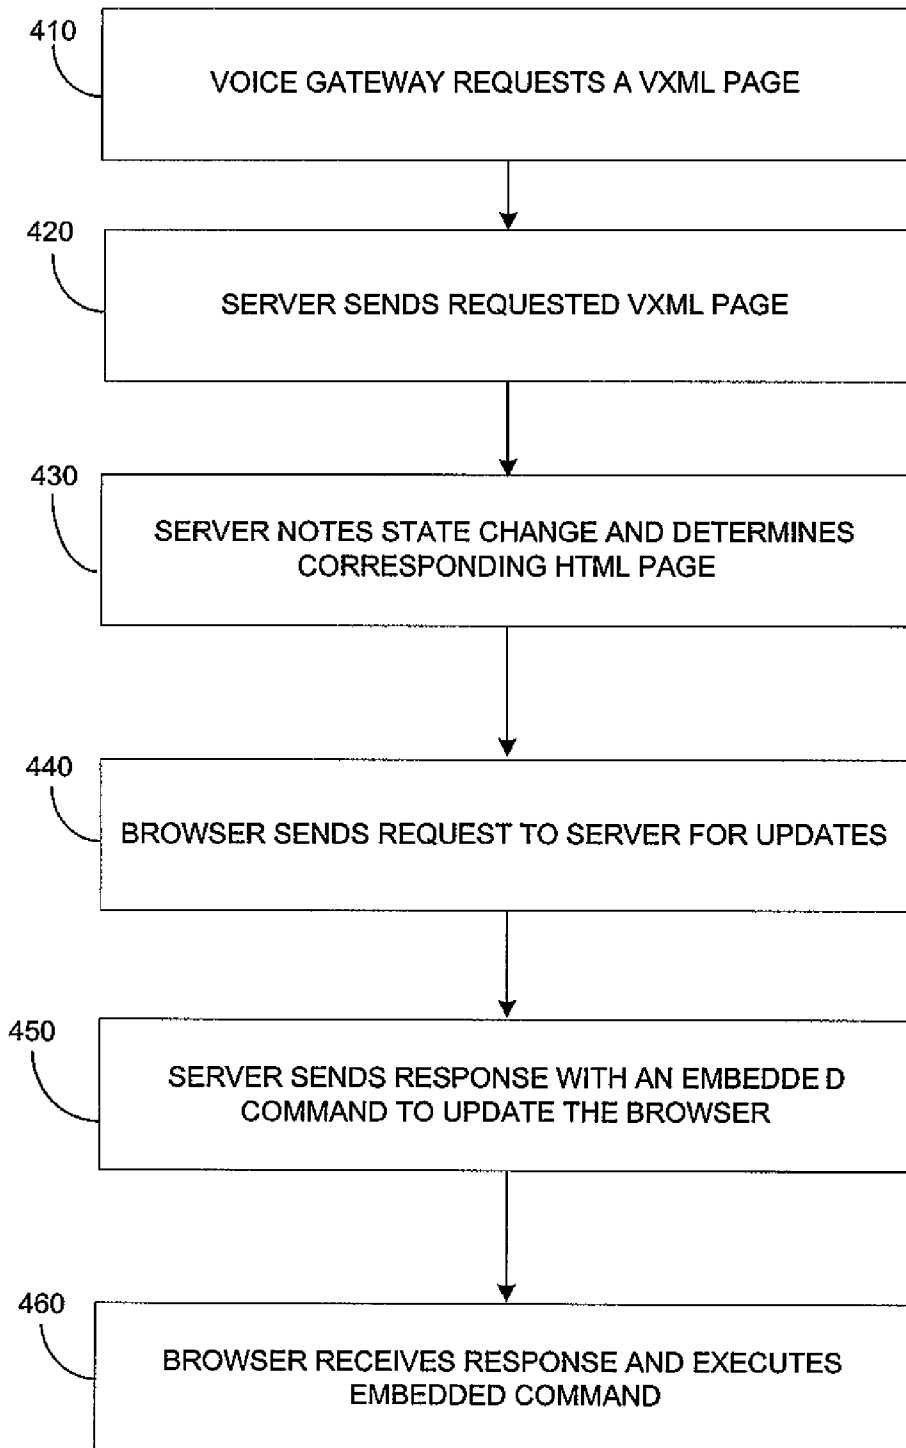 410
VOICE GATEWAY REQUESTS A VXML PAGE
420
SERVER SENDS REQUESTED VXML PAGE
430
SERVER NOTES STATE CHANGE AND DETERMINES
CORRESPONDING HTML PAGE
440
BROWSER SENDS REQUEST TO SERVER FOR UPDATES
450
SERVER SENDS RESPONSE WITH AN EMBEDDED
COMMAND TO UPDATE THE BROWSER
460
BROWSER RECEIVES RESPONSE AND EXECUTES
EMBEDDED COMMAND